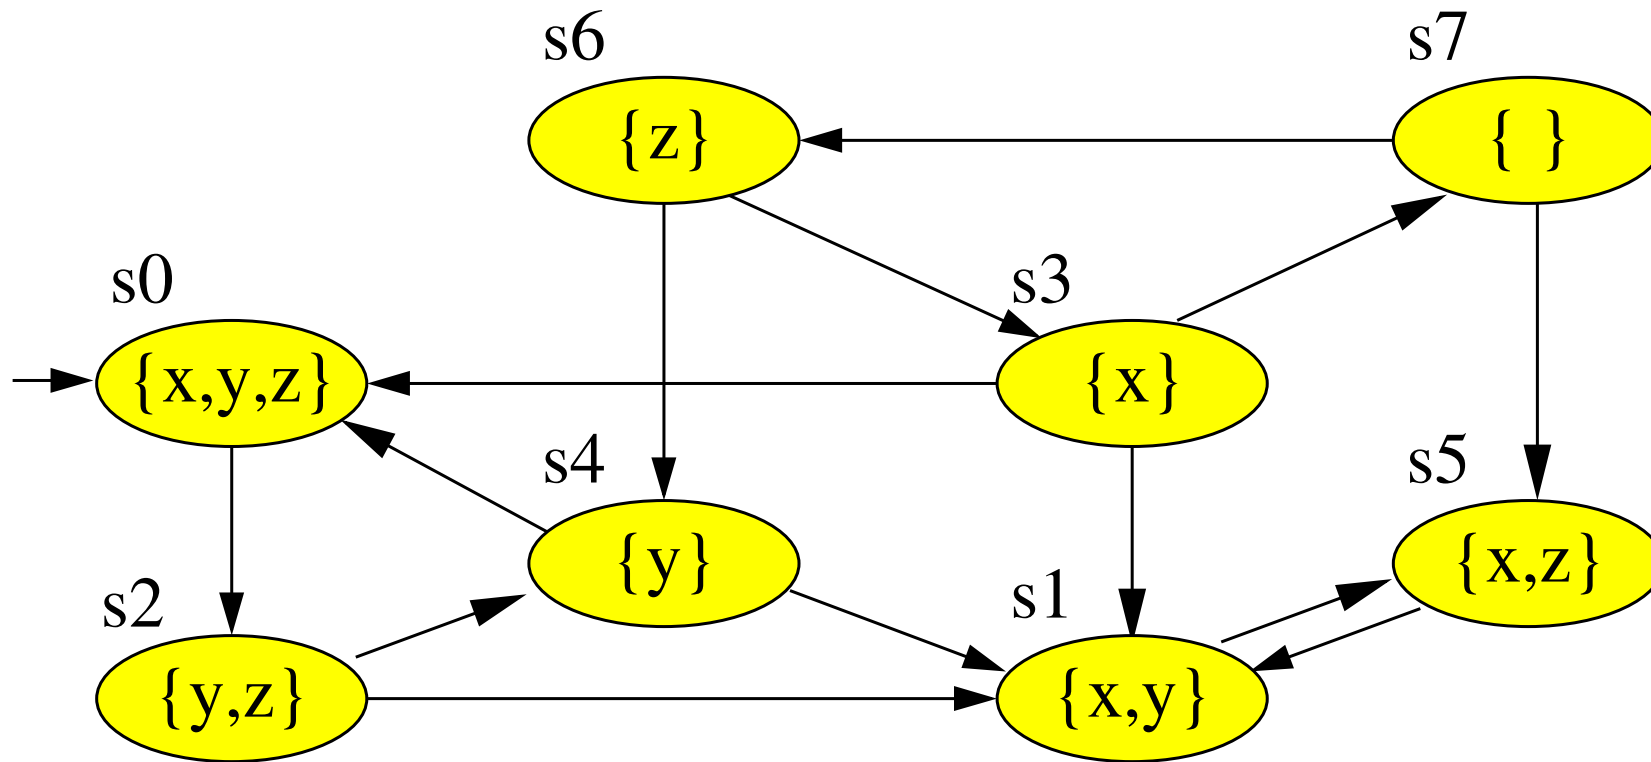 s6
s7
{z}
{ }
s0
s3
{x,y,z}
{x}
s4
s5
{y}
{x,z}
s2
s1
{y,z}
{x,y}